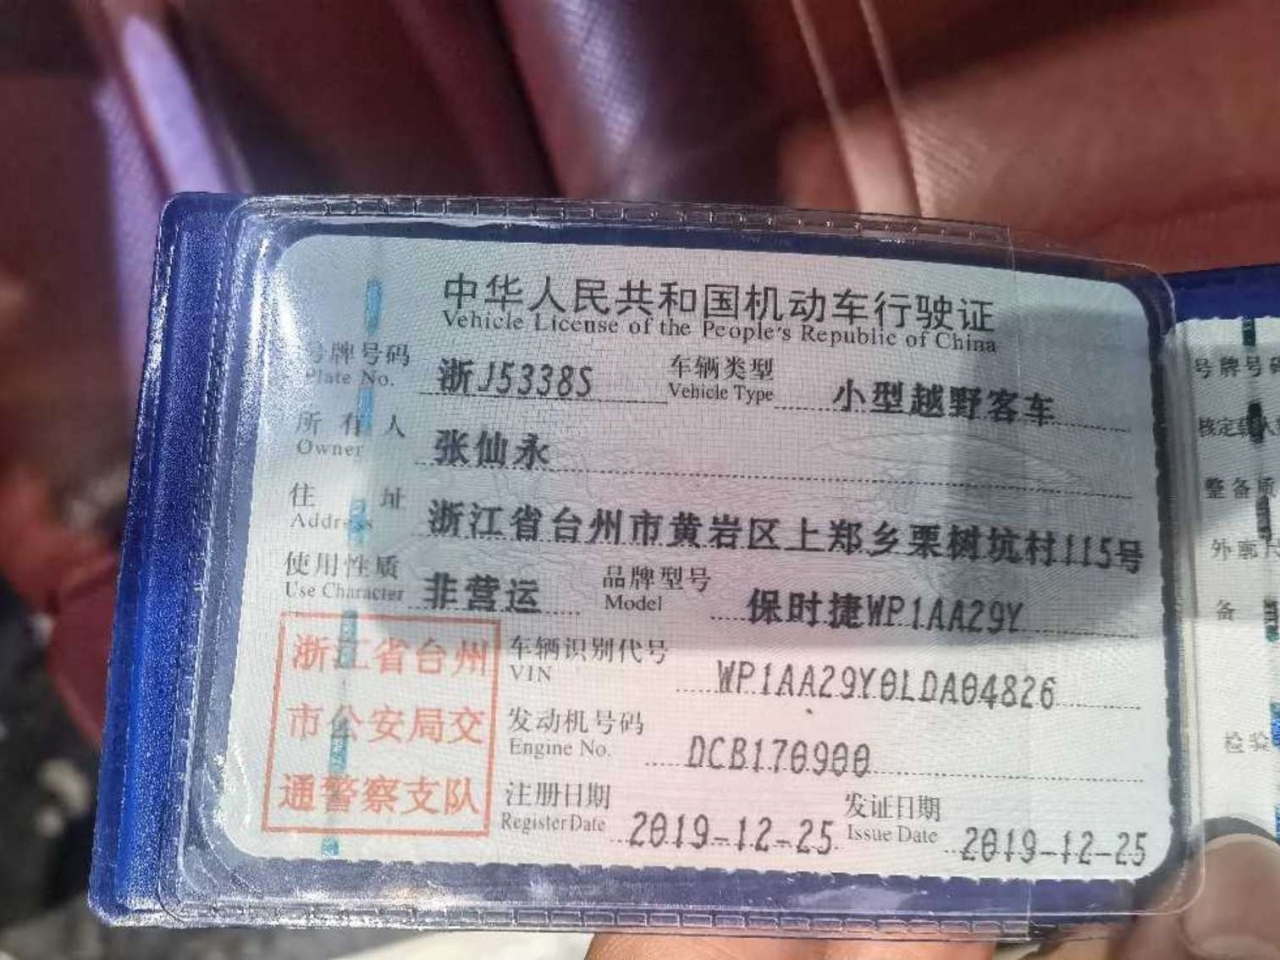 中华人民共和国机动车行驶证
Vehicle License of the People's Republic of China
号牌号码 浙J5338S 车辆类型 小型越野客车
Plate No. Vehicle Type
所有人 张仙永
Owner
住址 浙江省台州市黄岩区上郑乡栗树坑村115号
Address
使用性质 非营运 品牌型号 保时捷WP1AA29Y
Use Character Model
浙江省台州
市公安局交
通警察支队
车辆识别代号 WP1AA29Y0LDA04826
VIN
发动机号码 DCB170900
Engine No.
注册日期 2019-12-25 发证日期 2019-12-25
Register Date Issue Date
号牌号
核定载人
整备质
外廓
备
检验